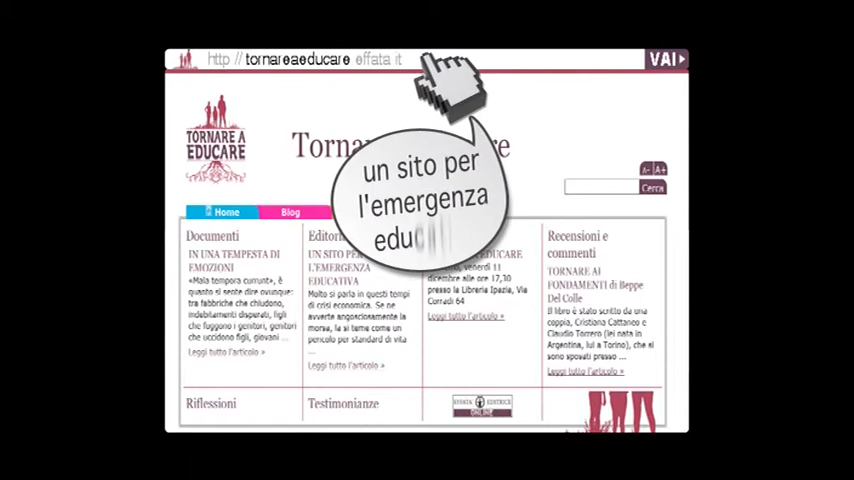 http:// tornareaeducare effata it
VAI
TORNARE A
EDUCARE
un sito per
l'emergenza
A- A+
Cerca
Home
Blog
Documenti
IN UNA TEMPESTA DI
EMOZIONI
«Mala tempora currunt», è
quanto si sente dire ovunque:
tra fabbriche che chiudono,
indebitamenti disperati, figli
che fuggono i genitori, genitori
che uccidono figli, giovani ...
Leggi tutto l'articolo »
UN SITO PER
L'EMERGENZA
EDUCATIVA
Molto si parla in questi tempi
di crisi economica. Se ne
avverte angosciosamente la
morsa, fa si teme come un
pericolo per standard di vita
...
Leggi tutto l'articolo »
EDUCARE
venerdì 11
dicembre alle ore 17,30
presso la Libreria Ipazia, Via
Corradi 64
Leggi tutto l'articolo »
Recensioni e
commenti
TORNARE AI
FONDAMENTI di Beppe
Del Colle
Il libro è stato scritto da una
coppia, Cristiana Cattaneo e
Claudio Torrero (lei nata in
Argentina, lui a Torino), che si
sono sposati presso ...
Leggi tutto l'articolo »
Riflessioni
Testimonianze
EDITRICE
ONLINE